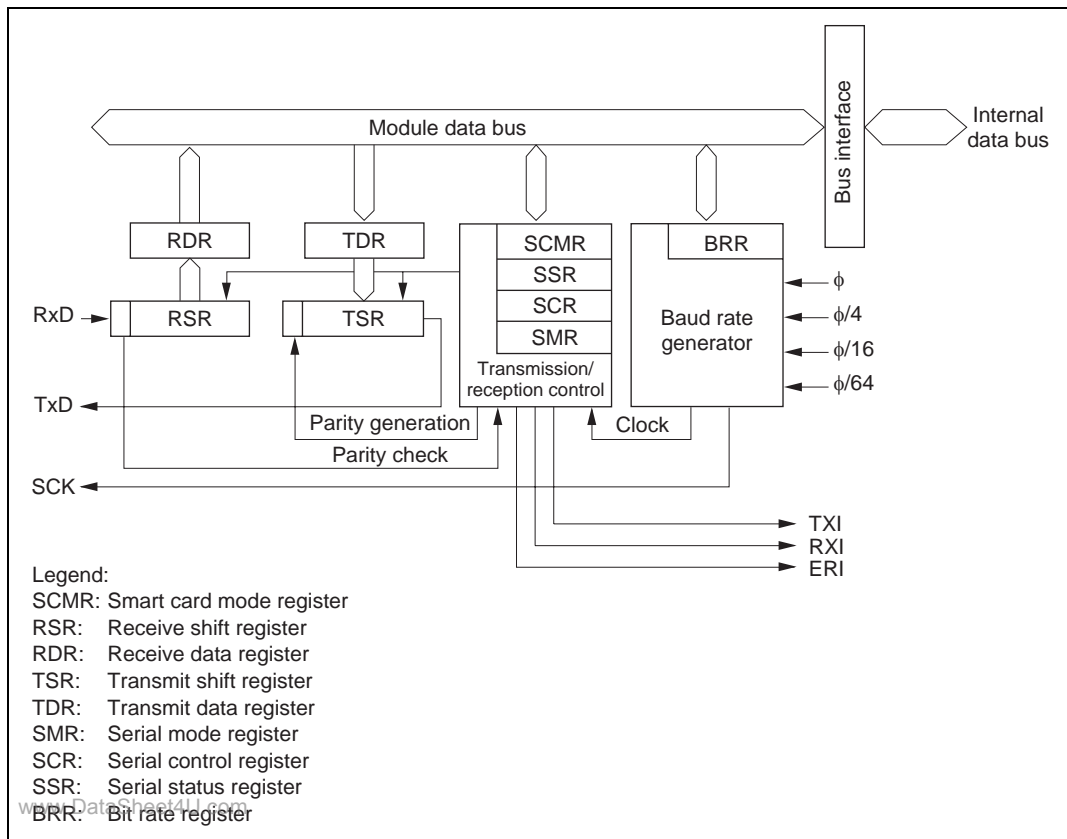 Bus interface
Internal
data bus
Module data bus
RDR
TDR
SCMR
BRR
SSR
φ
RxD
RSR
TSR
SCR
φ/4
SMR
Baud rate
generator
φ/16
Transmission/
reception control
φ/64
TxD
Parity generation
Clock
Parity check
SCK
TXI
RXI
ERI
Legend:
SCMR: Smart card mode register
RSR: Receive shift register
RDR: Receive data register
TSR: Transmit shift register
TDR: Transmit data register
SMR: Serial mode register
SCR: Serial control register
SSR: Serial status register
www.DataSheet4U.com
BRR: Bit rate register